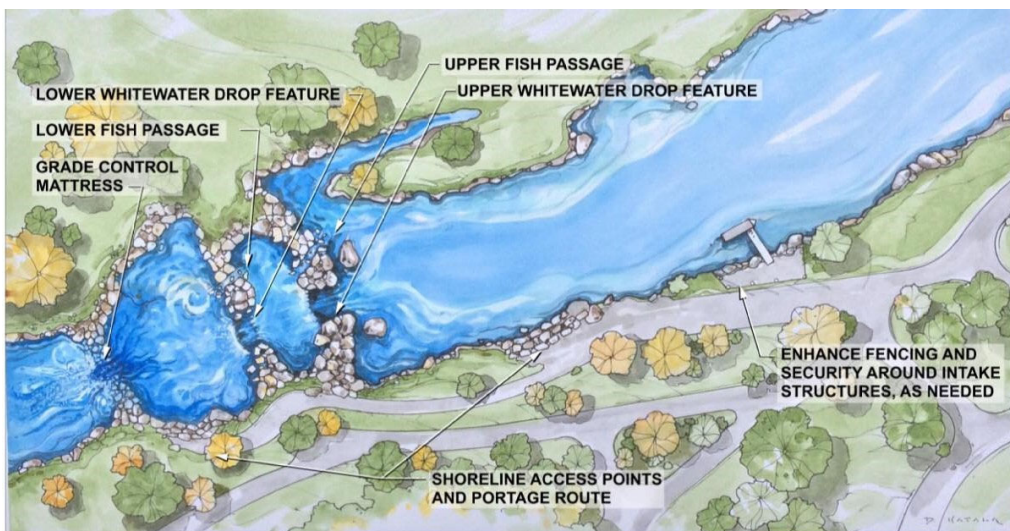 UPPER FISH PASSAGE
LOWER WHITEWATER DROP FEATURE
UPPER WHITEWATER DROP FEATURE
LOWER FISH PASSAGE
GRADE CONTROL
MATTRESS
ENHANCE FENCING AND
SECURITY AROUND INTAKE
STRUCTURES, AS NEEDED
SHORELINE ACCESS POINTS
AND PORTAGE ROUTE